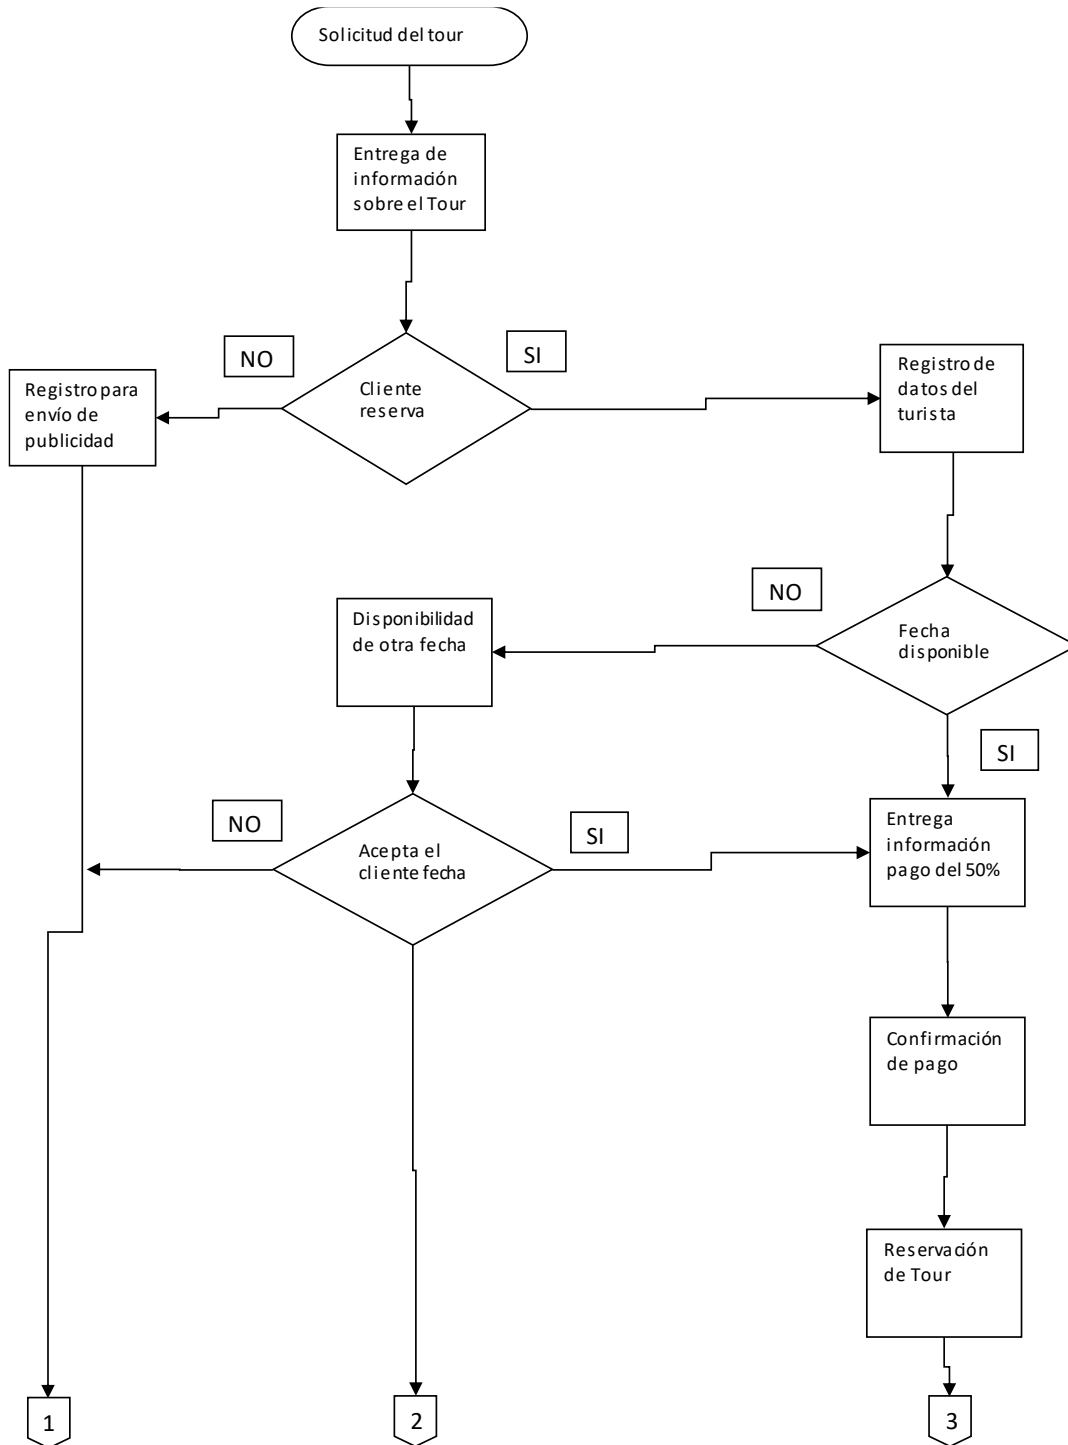 Solicitud del tour
Entrega de
información
sobre el Tour
NO
SI
Cliente
reserva
Registro para
envío de
publicidad
Registro de
datos del
turista
NO
Disponibilidad
de otra fecha
Fecha
disponible
SI
NO
SI
Acepta el
cliente fecha
Entrega
información
pago del 50%
Confirmación
de pago
Reservación
de Tour
1
2
3